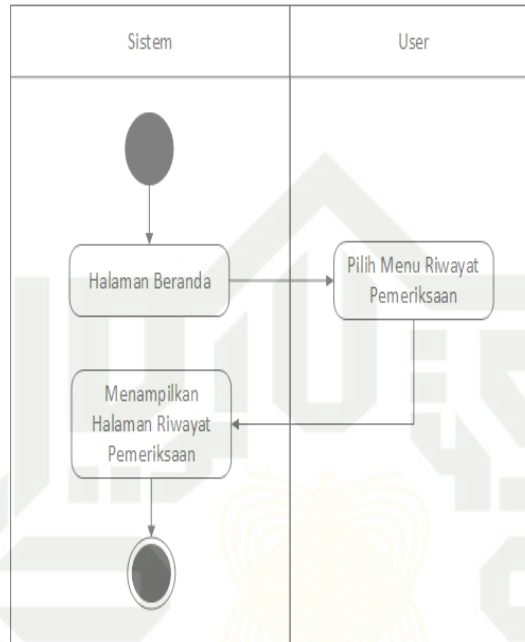 Sistem
User
Halaman Beranda
Pilih Menu Riwayat
Pemeriksaan
Menampilkan
Halaman Riwayat
Pemeriksaan